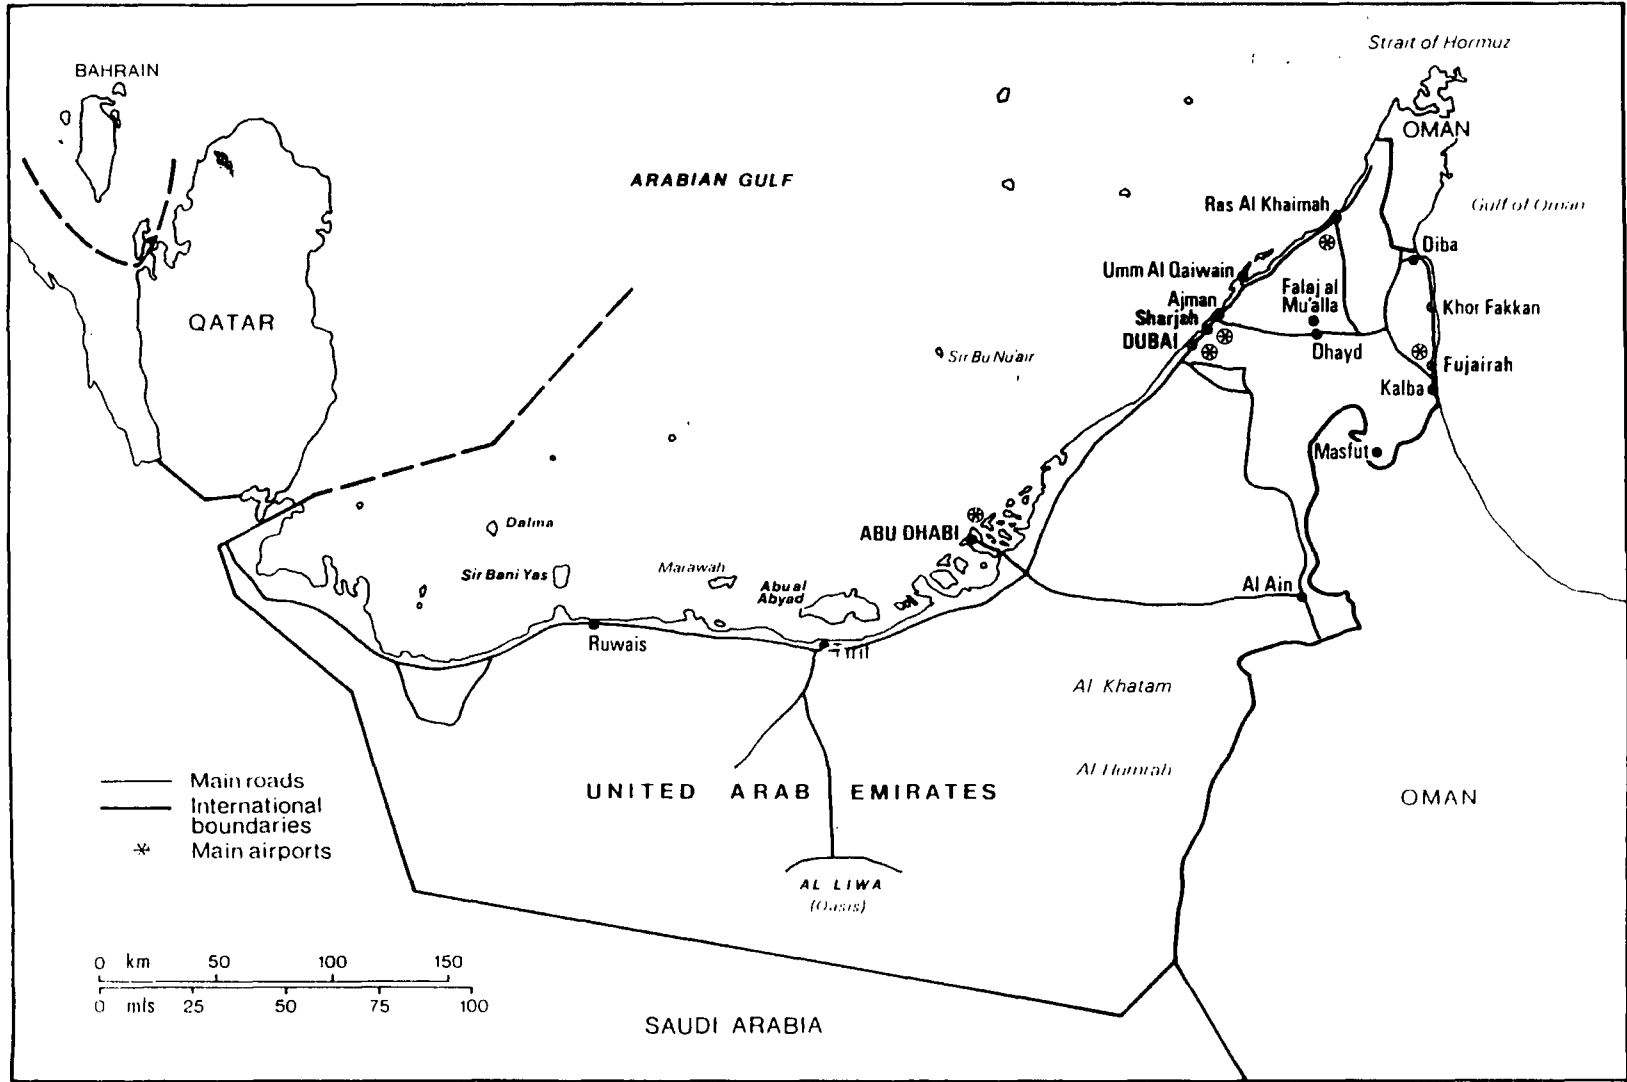 Strait of Hormuz
BAHRAIN
OMAN
ARABIAN GULF
Ras Al Khaimah
Gulf of Oman
Diba
Umm Al Qaiwain
Falaj al
Mu'alla
Ajman
Khor Fakkan
Sharjah
QATAR
DUBAI
Dhayd
Sir Bu Nu'air
Fujairah
Kalba
Masfut
Dalma
ABU DHABI
Sir Bani Yas
Marawah
Abu al
Abyad
Al Ain
Ruwais
Al Khatam
Al Humrah
Main roads
International
boundaries
Main airports
UNITED ARAB EMIRATES
OMAN
AL LIWA
(Oasis)
0 km 50 100 150
0 mls 25 50 75 100
SAUDI ARABIA